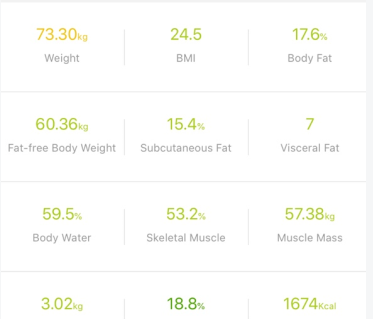 73.30kg 24.5 17.6%
Weight BMI Body Fat
60.36kg 15.4% 7
Fat-free Body Weight Subcutaneous Fat Visceral Fat
59.5% 53.2% 57.38kg
Body Water Skeletal Muscle Muscle Mass
3.02kg 18.8% 1674Kcal